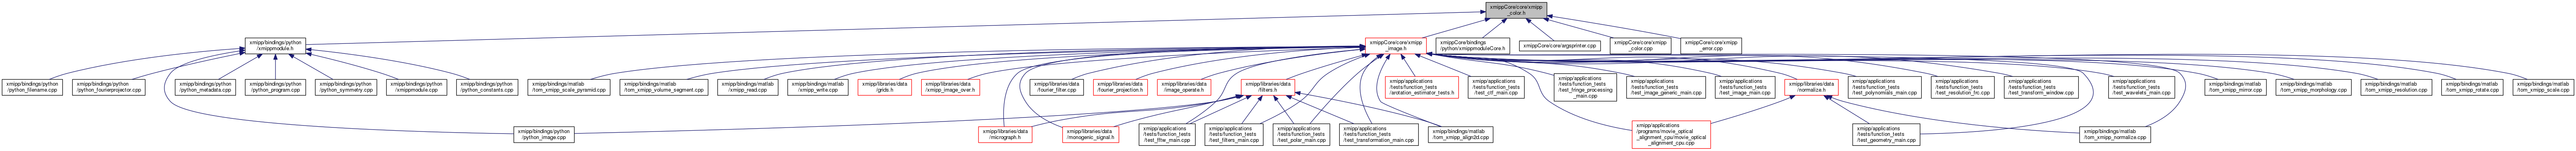 xmippCore/core/xmipp
_color.h
xmipp/bindings/python
/xmippmodule.h
xmippCore/core/xmipp
_image.h
xmippCore/bindings
/python/xmippmoduleCore.h
xmippCore/core/argsprinter.cpp
xmippCore/core/xmipp
_color.cpp
xmippCore/core/xmipp
_error.cpp
xmipp/bindings/python
/python_filename.cpp
xmipp/bindings/python
/python_fourierprojector.cpp
xmipp/bindings/python
/python_metadata.cpp
xmipp/bindings/python
/python_program.cpp
xmipp/bindings/python
/python_symmetry.cpp
xmipp/bindings/python
/xmippmodule.cpp
xmipp/bindings/python
/python_constants.cpp
xmipp/bindings/matlab
/tom_xmipp_scale_pyramid.cpp
xmipp/bindings/matlab
/tom_xmipp_volume_segment.cpp
xmipp/bindings/matlab
/xmipp_read.cpp
xmipp/bindings/matlab
/xmipp_write.cpp
xmipp/libraries/data
/grids.h
xmipp/libraries/data
/xmipp_image_over.h
xmipp/libraries/data
/fourier_filter.cpp
xmipp/libraries/data
/fourier_projection.h
xmipp/libraries/data
/image_operate.h
xmipp/libraries/data
/filters.h
xmipp/applications
/tests/function_tests
/aniation_estimator_tests.h
xmipp/applications
/tests/function_tests
/test_ctf_main.cpp
xmipp/applications
/tests/function_tests
/test_fringe_processing
_main.cpp
xmipp/applications
/tests/function_tests
/test_image_generic_main.cpp
xmipp/applications
/tests/function_tests
/test_image_main.cpp
xmipp/libraries/data
/normalize.h
xmipp/applications
/tests/function_tests
/test_polynomials_main.cpp
xmipp/applications
/tests/function_tests
/test_resolution_frc.cpp
xmipp/applications
/tests/function_tests
/test_transform_window.cpp
xmipp/applications
/tests/function_tests
/test_wavelets_main.cpp
xmipp/bindings/matlab
/tom_xmipp_mirror.cpp
xmipp/bindings/matlab
/tom_xmipp_morphology.cpp
xmipp/bindings/matlab
/tom_xmipp_resolution.cpp
xmipp/bindings/matlab
/tom_xmipp_rotate.cpp
xmipp/bindings/matlab
/tom_xmipp_scale.cpp
xmipp/bindings/python
/python_image.cpp
xmipp/libraries/data
/micrograph.h
xmipp/libraries/data
/monogenic_signal.h
xmipp/applications
/tests/function_tests
/test_fftw_main.cpp
xmipp/applications
/tests/function_tests
/test_filters_main.cpp
xmipp/applications
/tests/function_tests
/test_polar_main.cpp
xmipp/applications
/tests/function_tests
/test_transformation_main.cpp
xmipp/bindings/matlab
/tom_xmipp_align2d.cpp
xmipp/applications
/programs/movie_optical
_alignment_cpu/movie_optical
_alignment_cpu.cpp
xmipp/applications
/tests/function_tests
/test_geometry_main.cpp
xmipp/bindings/matlab
/tom_xmipp_normalize.cpp